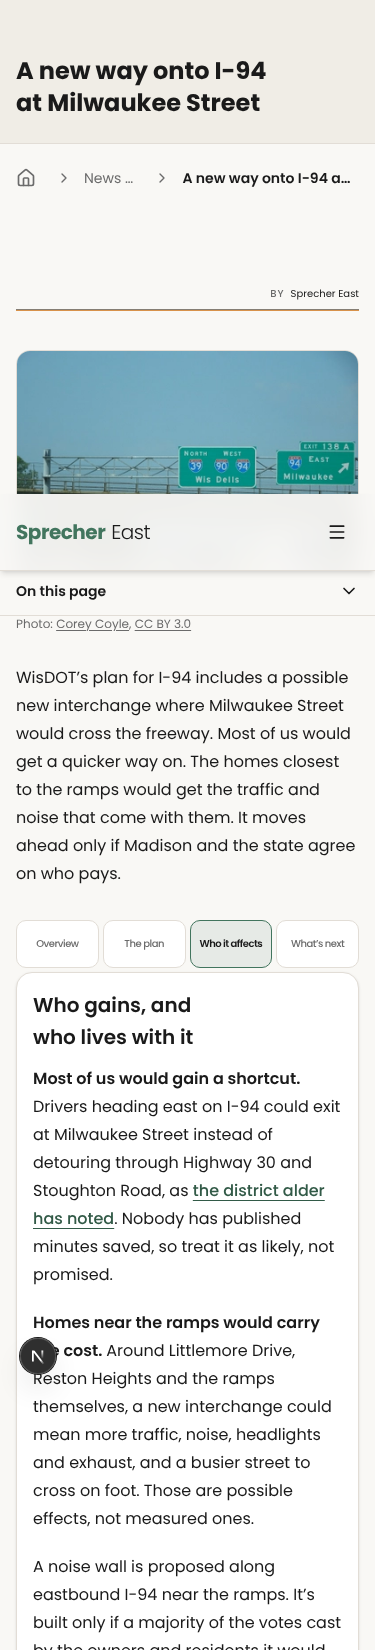 A new way onto I-94
at Milwaukee Street
News ...
A new way onto I-94 a...
BY Sprecher East
NORTH WEST
39 90 94
Wis Dells
EXIT 138 A
94 EAST
Milwaukee
Sprecher East
On this page
Photo: Corey Coyle, CC BY 3.0
WisDOT’s plan for I-94 includes a possible
new interchange where Milwaukee Street
would cross the freeway. Most of us would
get a quicker way on. The homes closest
to the ramps would get the traffic and
noise that come with them. It moves
ahead only if Madison and the state agree
on who pays.
Overview
The plan
Who it affects
What’s next
Who gains, and
who lives with it
Most of us would gain a shortcut.
Drivers heading east on I-94 could exit
at Milwaukee Street instead of
detouring through Highway 30 and
Stoughton Road, as the district alder
has noted. Nobody has published
minutes saved, so treat it as likely, not
promised.
Homes near the ramps would carry
cost. Around Littlemore Drive,
N
Reston Heights and the ramps
themselves, a new interchange could
mean more traffic, noise, headlights
and exhaust, and a busier street to
cross on foot. Those are possible
effects, not measured ones.
A noise wall is proposed along
eastbound I-94 near the ramps. It’s
built only if a majority of the votes cast
by the owners and residents it would